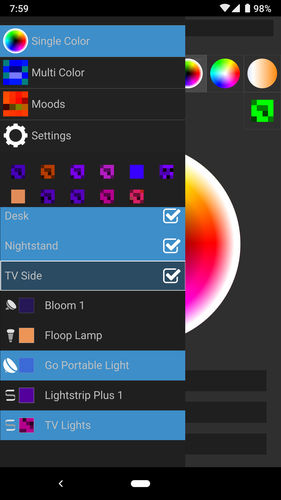 7:59
98%
Single Color
Multi Color
Moods
Settings
Desk
Nightstand
TV Side
Bloom 1
Floop Lamp
Go Portable Light
Lightstrip Plus 1
TV Lights